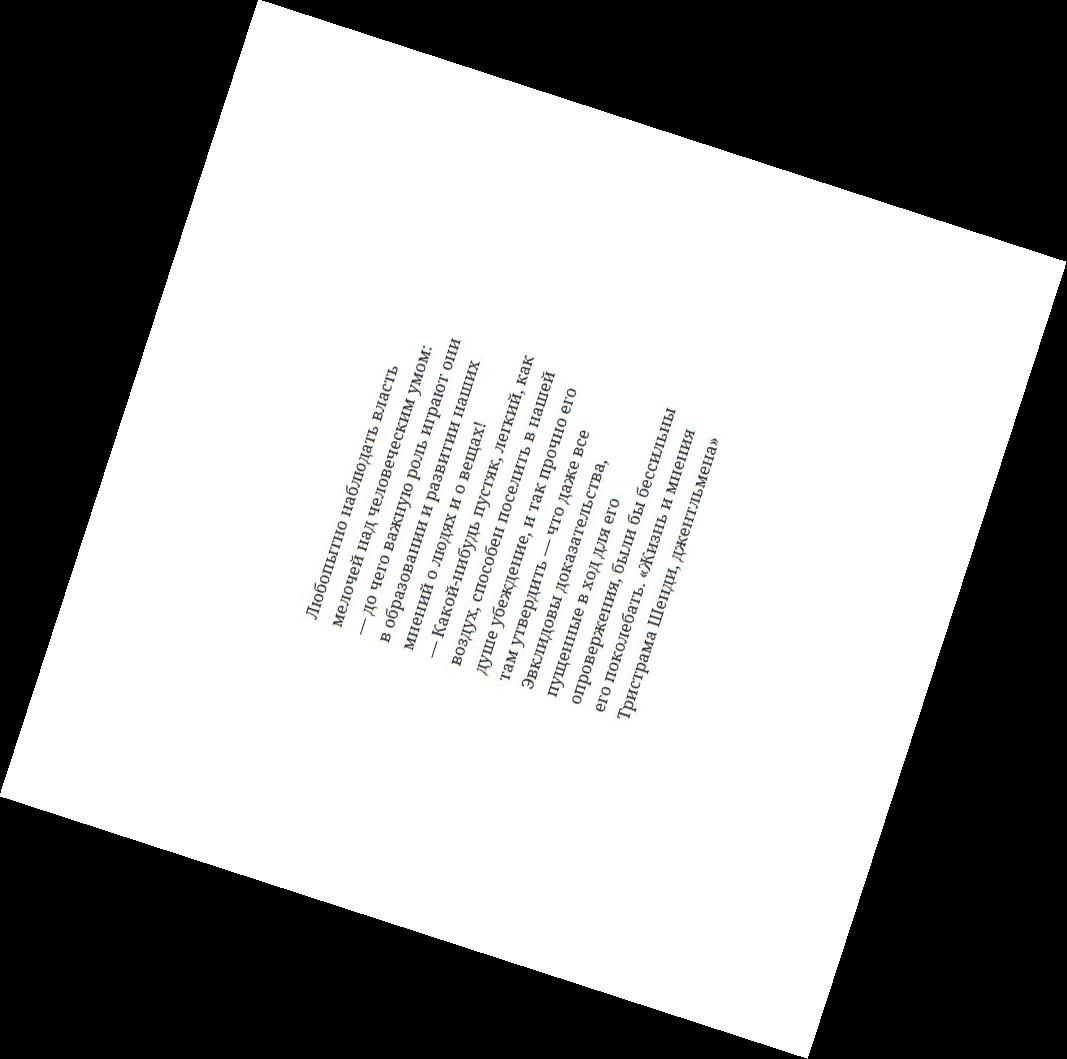 Любопытно наблюдать власть
мелочей над человеческим умом:
— до чего важную роль играют они
в образовании и развитии наших
мнений о людях и о вещах!
— Какой-нибудь пустяк, легкий, как
воздух, способен поселить в нашей
душе убеждение, и так прочно его
там утвердить — что даже все
Эвклидовы доказательства,
пущенные в ход для его
опровержения, были бы бессильны
его поколебать. «Жизнь и мнения
Тристрама Шенди, джентльмена»